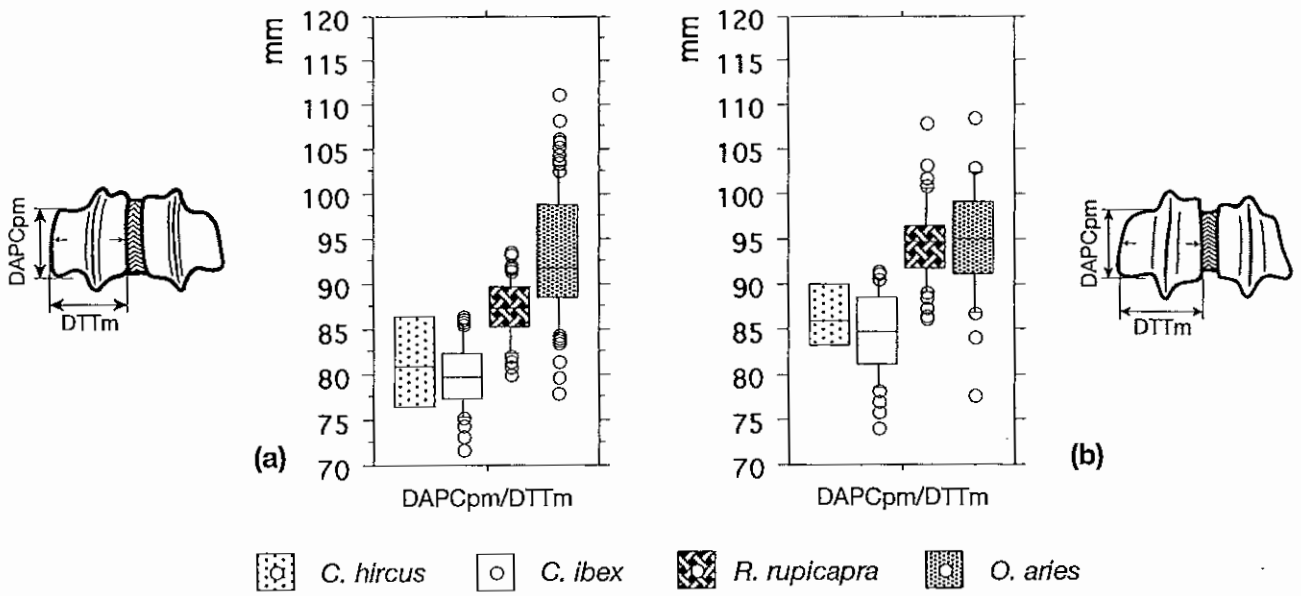 mm
120
115
110
105
100
95
90
85
80
75
70
DAPCpm
DTTm
(a)
DAPCpm/DTTm
mm
120
115
110
105
100
95
90
85
80
75
70
DAPCpm
DTTm
(b)
DAPCpm/DTTm
C. hircus
C. ibex
R. rupicapra
O. aries